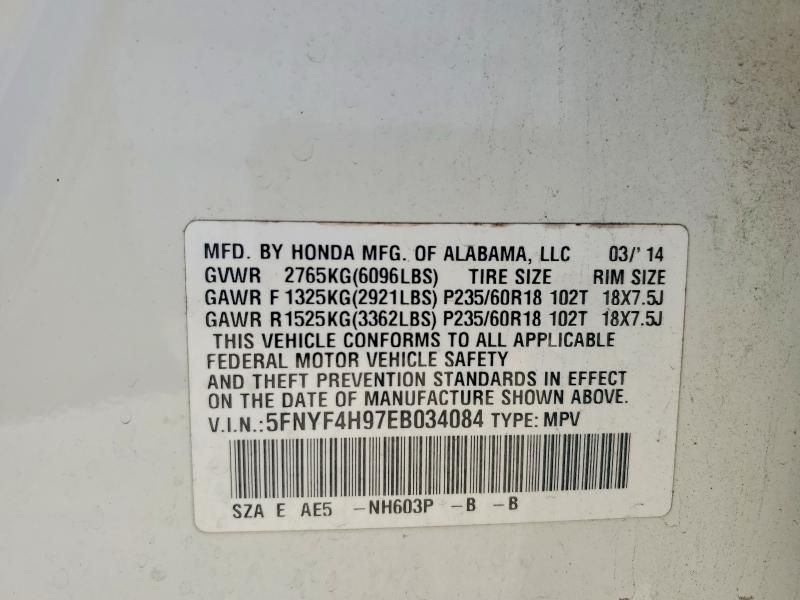 MFD. BY HONDA MFG. OF ALABAMA, LLC 03/'14
GVWR 2765KG(6096LBS) TIRE SIZE RIM SIZE
GAWR F 1325KG(2921LBS) P235/60R18 102T 18X7.5J
GAWR R1525KG(3362LBS) P235/60R18 102T 18X7.5J
THIS VEHICLE CONFORMS TO ALL APPLICABLE
FEDERAL MOTOR VEHICLE SAFETY
AND THEFT PREVENTION STANDARDS IN EFFECT
ON THE DATE OF MANUFACTURE SHOWN ABOVE.
V.I.N.:5FNYF4H97EB034084 TYPE: MPV
SZA E AE5 -NH603P -B -B